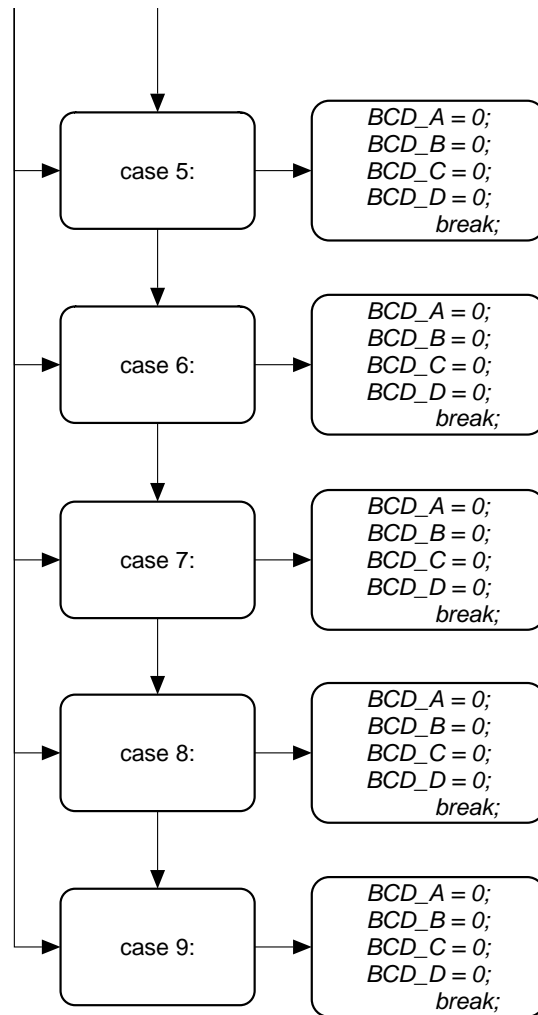 case 5:
BCD_A = 0;
BCD_B = 0;
BCD_C = 0;
BCD_D = 0;
break;
case 6:
BCD_A = 0;
BCD_B = 0;
BCD_C = 0;
BCD_D = 0;
break;
case 7:
BCD_A = 0;
BCD_B = 0;
BCD_C = 0;
BCD_D = 0;
break;
case 8:
BCD_A = 0;
BCD_B = 0;
BCD_C = 0;
BCD_D = 0;
break;
case 9:
BCD_A = 0;
BCD_B = 0;
BCD_C = 0;
BCD_D = 0;
break;